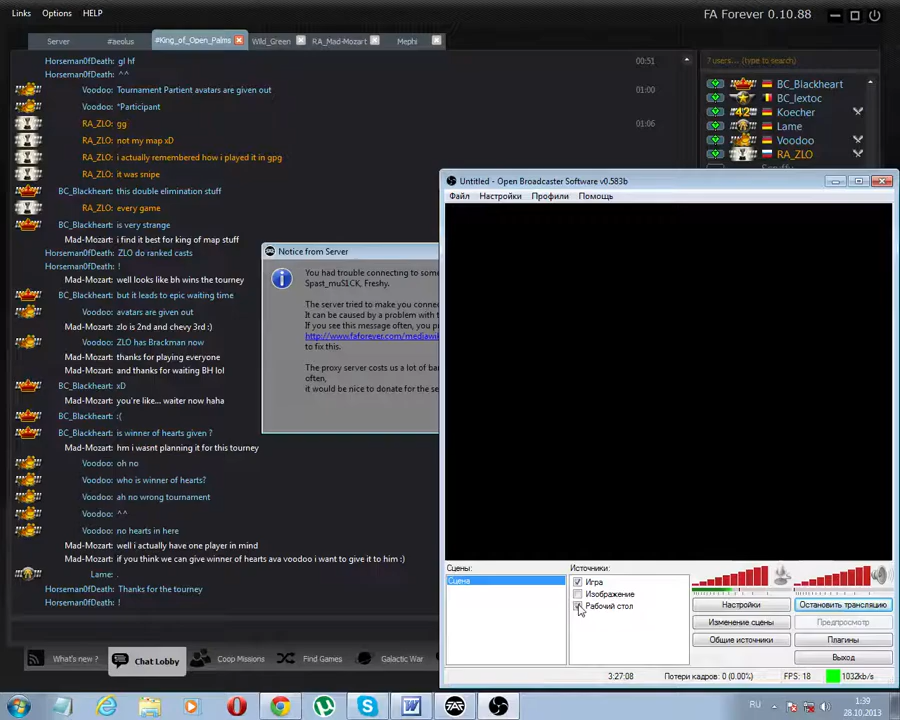 Links Options HELP
FA Forever 0.10.88
Server #aeolus #King_of_Open_Palms Wild_Green RA_Mad-Mozart Mephi
Horseman0fDeath: gl hf 00:51
Horseman0fDeath: ^^
Voodoo: Tournament Partient avatars are given out 01:00
Voodoo: *Participant
RA_ZLO: gg 01:06
RA_ZLO: not my map xD
RA_ZLO: i actually remembered how i played it in gpg
RA_ZLO: it was snipe
BC_Blackheart: this double elimination stuff
RA_ZLO: every game
BC_Blackheart: is very strange
Mad-Mozart: i find it best for king of map stuff
Horseman0fDeath: ZLO do ranked casts
Horseman0fDeath: !
Mad-Mozart: well looks like bh wins the tourney
BC_Blackheart: but it leads to epic waiting time
Voodoo: avatars are given out
Mad-Mozart: zlo is 2nd and chevy 3rd :)
Voodoo: ZLO has Brackman now
Mad-Mozart: thanks for playing everyone
Mad-Mozart: and thanks for waiting BH lol
BC_Blackheart: xD
Mad-Mozart: you're like... waiter now haha
BC_Blackheart: :(
BC_Blackheart: is winner of hearts given ?
Mad-Mozart: hm i wasnt planning it for this tourney
Voodoo: oh no
Voodoo: who is winner of hearts?
Voodoo: ah no wrong tournament
Voodoo: ^^
Voodoo: no hearts in here
Mad-Mozart: well i actually have one player in mind
Mad-Mozart: if you think we can give winner of hearts ava voodoo i want to give it to him :)
Lame: .
Horseman0fDeath: Thanks for the tourney
Horseman0fDeath: !
7 users... (type to search)
BC_Blackheart
BC_lextoc
42 Koecher
Lame
Voodoo
RA_ZLO
Notice from Server
You had trouble connecting to some
Spast_muS1CK, Freshy.
The server tried to make you connec
It can be caused by a problem with t
If you see this message often, you p
http://www.faforever.com/mediawik
to fix this.
The proxy server costs us a lot of ba
often,
it would be nice to donate for the se
Untitled - Open Broadcaster Software v0.583b
Файл Настройки Профили Помощь
Сцены:
Сцена
Источники:
Игра
Изображение
Рабочий стол
Настройки Остановить трансляцию
Изменение сцены Предпросмотр
Общие источники Плагины
Выход
3:27:08 Потери кадров: 0 (0.00%) FPS: 18 1032kb/s
What's new ? Chat Lobby Coop Missions Find Games Galactic War
RU 1:39
28.10.2013